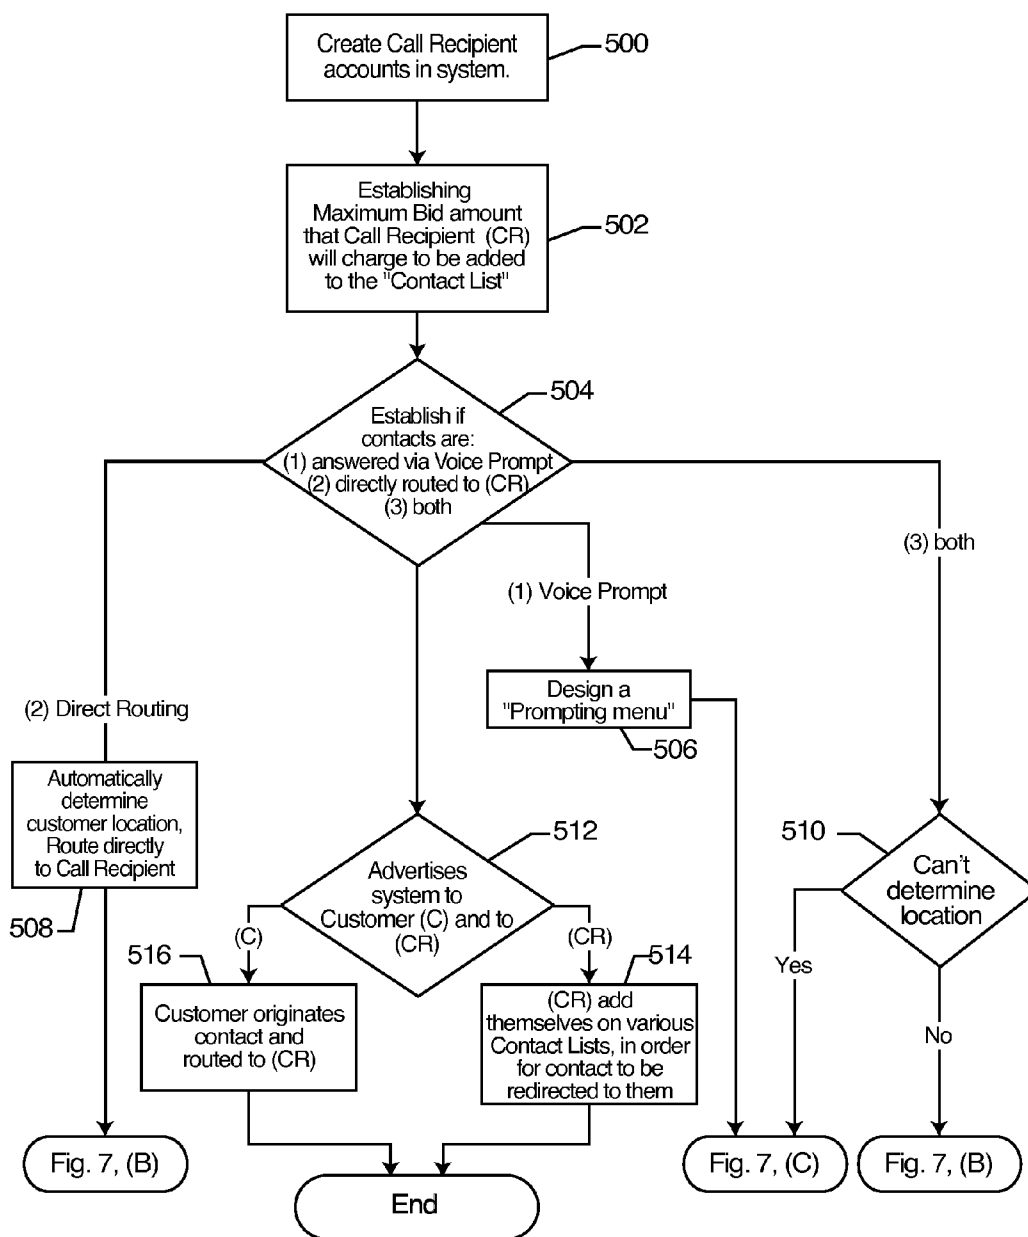 Create Call Recipient
accounts in system.
500
Establishing
Maximum Bid amount
that Call Recipient (CR)
will charge to be added
to the "Contact List"
502
504
Establish if
contacts are:
(1) answered via Voice Prompt
(2) directly routed to (CR)
(3) both
(3) both
(1) Voice Prompt
(2) Direct Routing
Design a
"Prompting menu"
506
Automatically
determine
customer location,
Route directly
to Call Recipient
508
512
Advertises
system to
Customer (C) and to
(CR)
510
Can't
determine
location
(C)
(CR)
516
514
Yes
Customer originates
contact and
routed to (CR)
(CR) add
themselves on various
Contact Lists, in order
for contact to be
redirected to them
No
Fig. 7, (B)
End
Fig. 7, (C)
Fig. 7, (B)